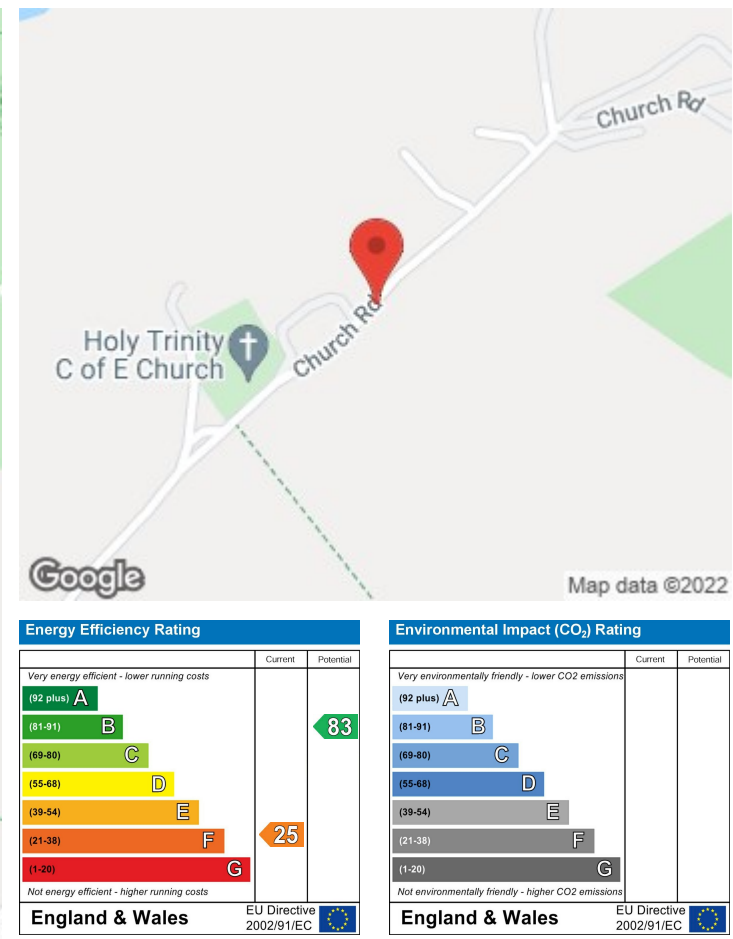 Church Rd
Church Rd
Holy Trinity
C of E Church
Google
Map data ©2022
Energy Efficiency Rating
Current
Potential
Very energy efficient - lower running costs
(92 plus) A
(81-91) B
83
(69-80) C
(55-68) D
(39-54) E
(21-38) F
25
(1-20) G
Not energy efficient - higher running costs
England & Wales
EU Directive
2002/91/EC
Environmental Impact (CO₂) Rating
Current
Potential
Very environmentally friendly - lower CO2 emissions
(92 plus) A
(81-91) B
(69-80) C
(55-68) D
(39-54) E
(21-38) F
(1-20) G
Not environmentally friendly - higher CO2 emissions
England & Wales
EU Directive
2002/91/EC